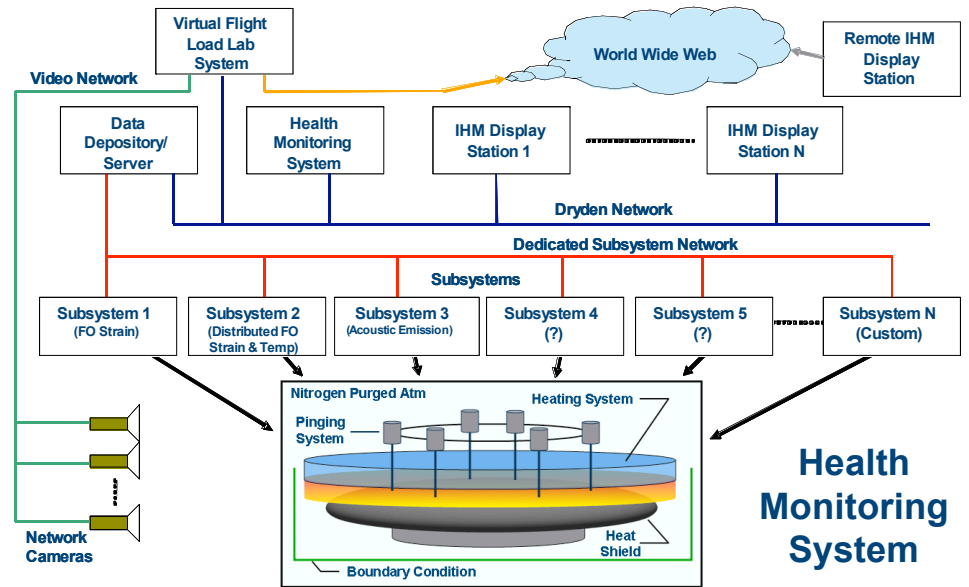 Virtual Flight
Load Lab
System
World Wide Web
Remote IHM
Display
Station
Video Network
Data
Depository/
Server
Health
Monitoring
System
IHM Display
Station 1
IHM Display
Station N
Dryden Network
Dedicated Subsystem Network
Subsystems
Subsystem 1
(FO Strain)
Subsystem 2
(Distributed FO
Strain & Temp)
Subsystem 3
(Acoustic Emission)
Subsystem 4
(?)
Subsystem 5
(?)
Subsystem N
(Custom)
Nitrogen Purged Atm
Heating System
Pinging
System
Heat
Shield
Boundary Condition
Network
Cameras
Health
Monitoring
System